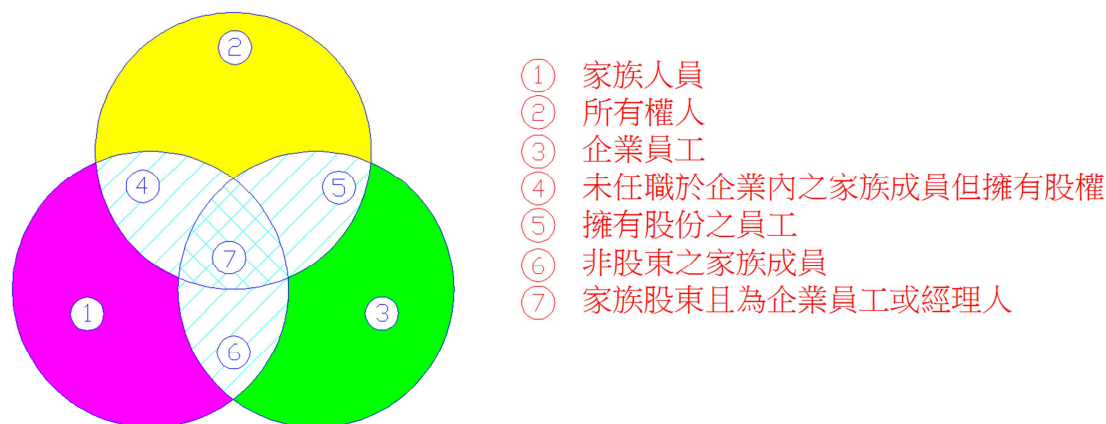 ②
④
⑤
⑦
①
③
⑥
① 家族人員
② 所有權人
③ 企業員工
④ 未任職於企業內之家族成員但擁有股權
⑤ 擁有股份之員工
⑥ 非股東之家族成員
⑦ 家族股東且為企業員工或經理人